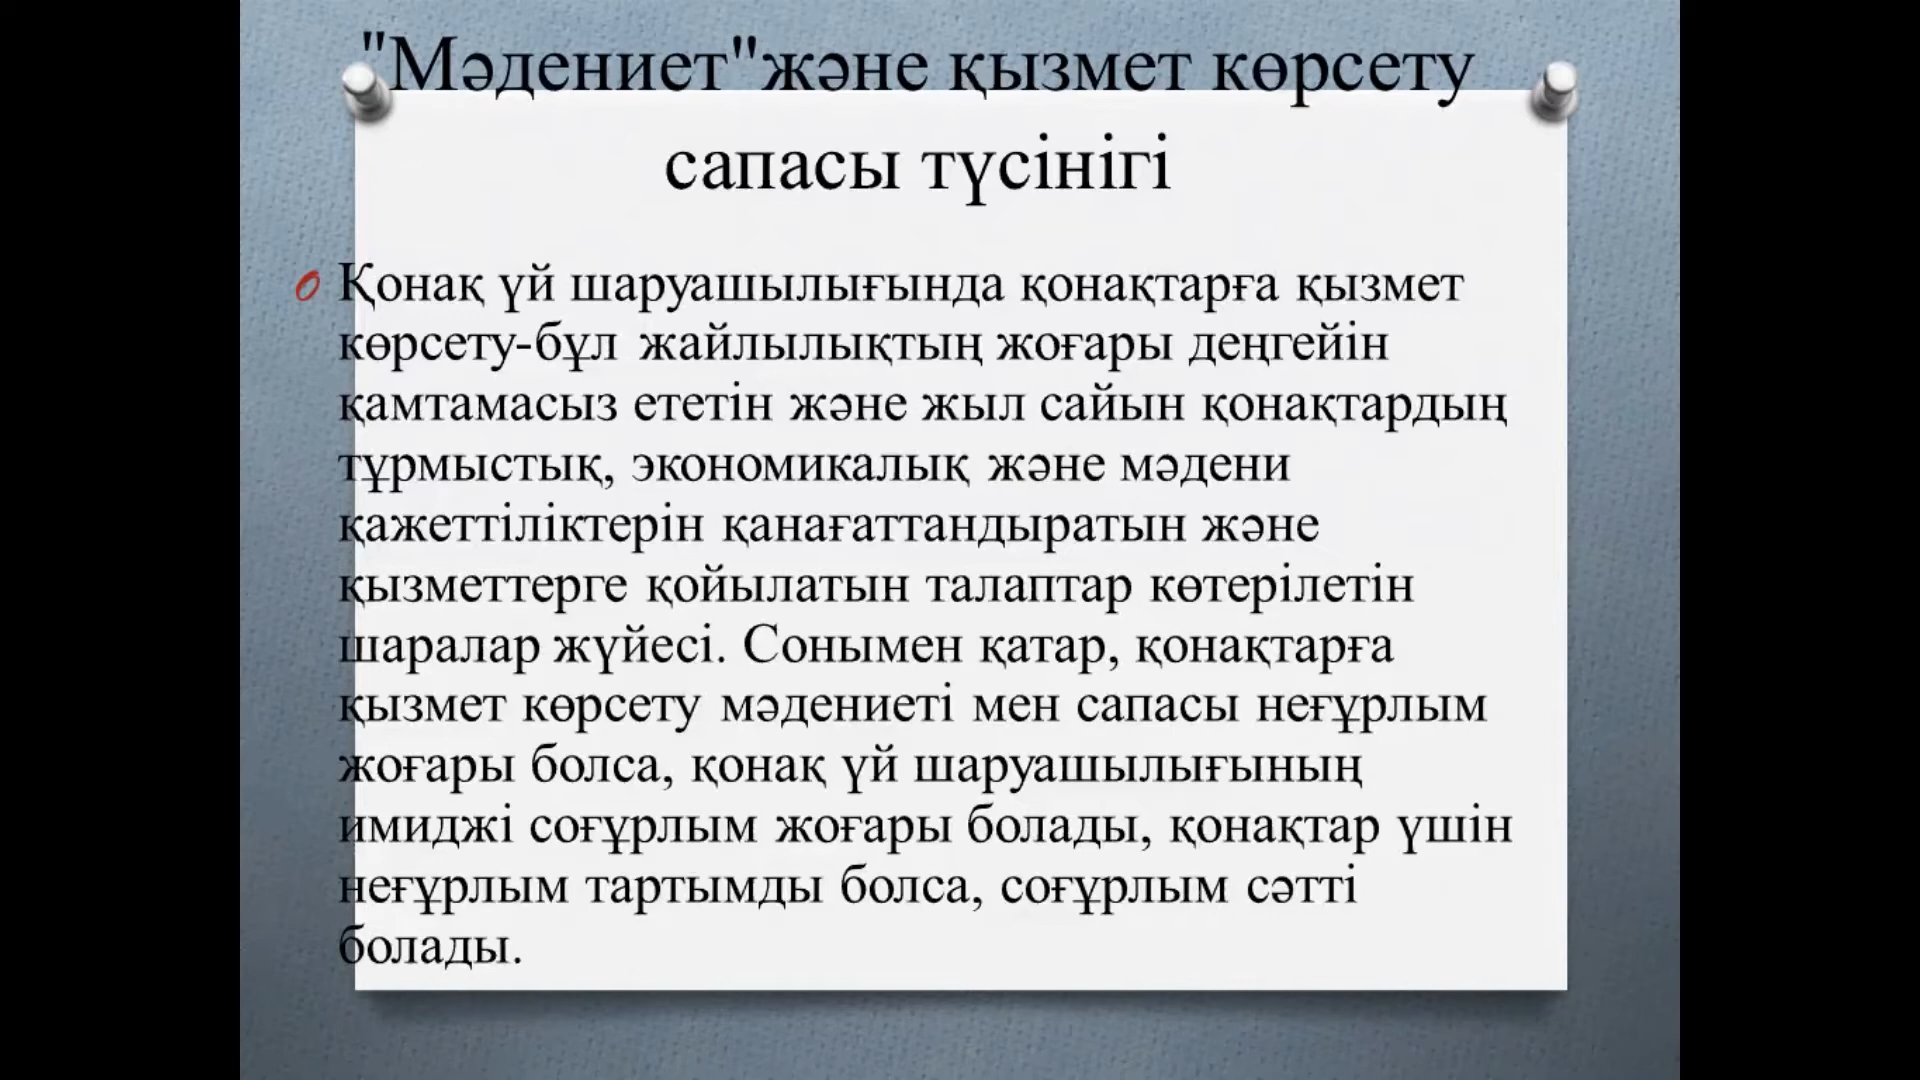 "Мәдениет"және қызмет көрсету
сапасы түсінігі
Қонақ үй шаруашылығында қонақтарға қызмет
көрсету-бұл жайлылықтың жоғары деңгейін
қамтамасыз ететін және жыл сайын қонақтардың
тұрмыстық, экономикалық және мәдени
қажеттіліктерін қанағаттандыратын және
қызметтерге қойылатын талаптар көтерілетін
шаралар жүйесі. Сонымен қатар, қонақтарға
қызмет көрсету мәдениеті мен сапасы неғұрлым
жоғары болса, қонақ үй шаруашылығының
имиджі соғұрлым жоғары болады, қонақтар үшін
неғұрлым тартымды болса, соғұрлым сәтті
болады.